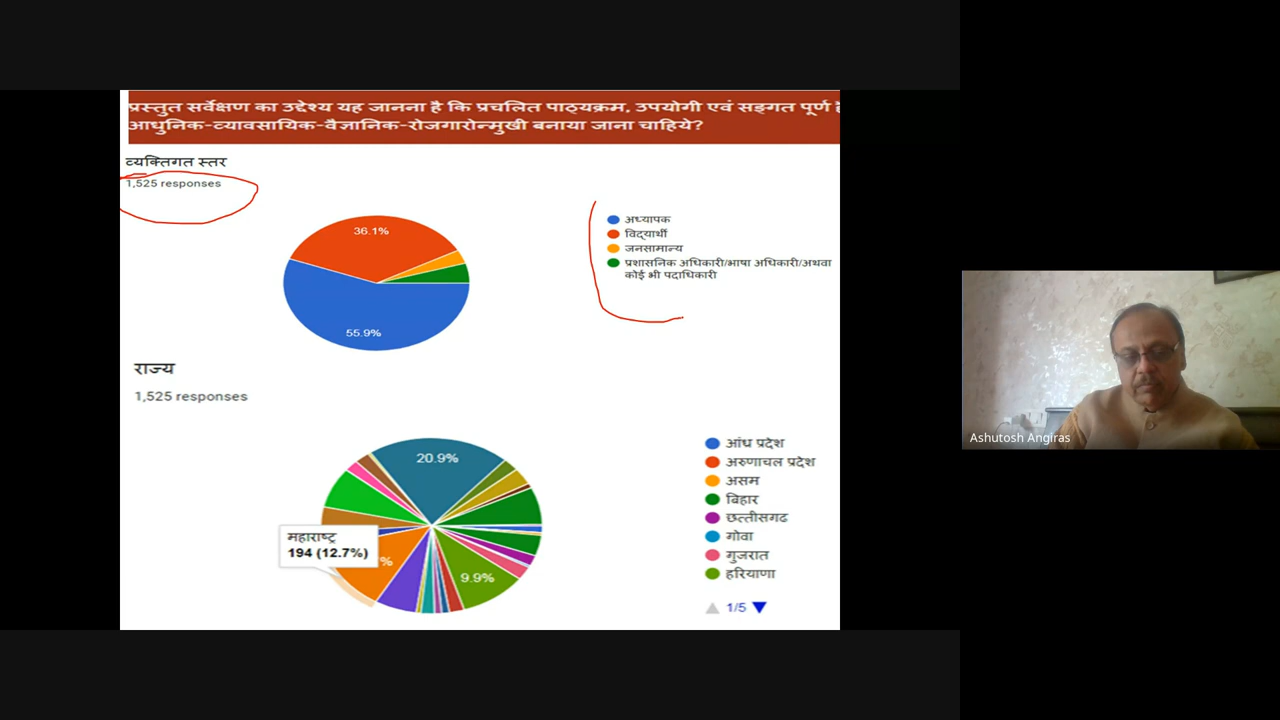 प्रस्तुत सर्वेक्षण का उद्देश्य यह जानना है कि प्रचलित पाठ्यक्रम, उपयोगी एवं सङ्गत पूर्ण
आधुनिक-व्यावसायिक-वैज्ञानिक-रोजगारोन्मुखी बनाया जाना चाहिये?
व्यक्तिगत स्तर
1,525 responses
36.1%
55.9%
अध्यापक
विद्यार्थी
जनसामान्य
प्रशासनिक अधिकारी/भाषा अधिकारी/अथवा
कोई भी पदाधिकारी
राज्य
1,525 responses
20.9%
महाराष्ट्र
194 (12.7%)
%
9.9%
आंध प्रदेश
अरुणाचल प्रदेश
असम
बिहार
छत्तीसगढ
गोवा
गुजरात
हरियाणा
1/5
Ashutosh Angiras